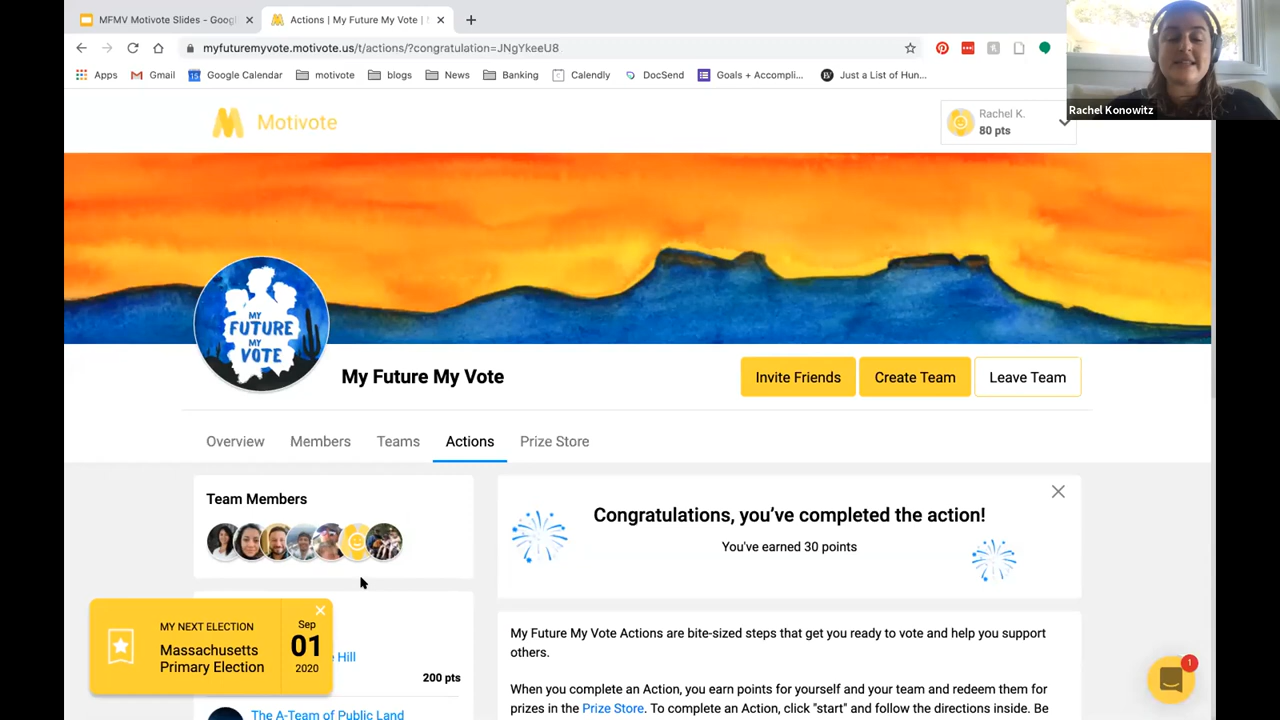 MFMV Motivote Slides - Goog
Actions | My Future My Vote |
myfuturemyvote.motivote.us/t/actions/?congratulation=JNgYkeeU8
Apps
Gmail
Google Calendar
motivote
blogs
News
Banking
Calendly
DocSend
Goals + Accompli...
Just a List of Hun...
Rachel Konowitz
Motivote
Rachel K.
80 pts
MY
FUTURE
MY
VOTE
My Future My Vote
Invite Friends
Create Team
Leave Team
Overview
Members
Teams
Actions
Prize Store
Team Members
Congratulations, you've completed the action!
You've earned 30 points
MY NEXT ELECTION
Massachusetts
Primary Election
Sep
01
2020
Hill
200 pts
The A-Team of Public Land
My Future My Vote Actions are bite-sized steps that get you ready to vote and help you support
others.
When you complete an Action, you earn points for yourself and your team and redeem them for
prizes in the Prize Store. To complete an Action, click "start" and follow the directions inside. Be
1